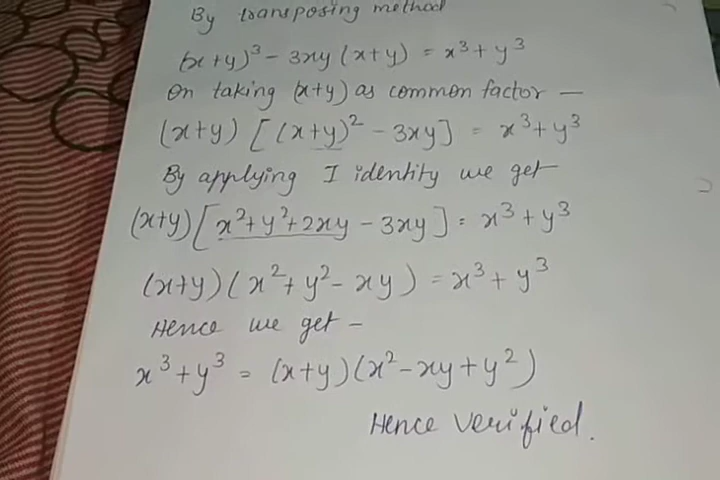 By transposing method
(x+y)³ - 3xy (x+y) = x³ + y³
On taking (x+y) as common factor —
(x+y) [(x+y)² - 3xy] = x³ + y³
By applying I identity we get
(x+y) [x² + y² + 2xy - 3xy] = x³ + y³
(x+y) (x² + y² - xy) = x³ + y³
Hence we get -
x³ + y³ = (x+y) (x² - xy + y²)
Hence verified.